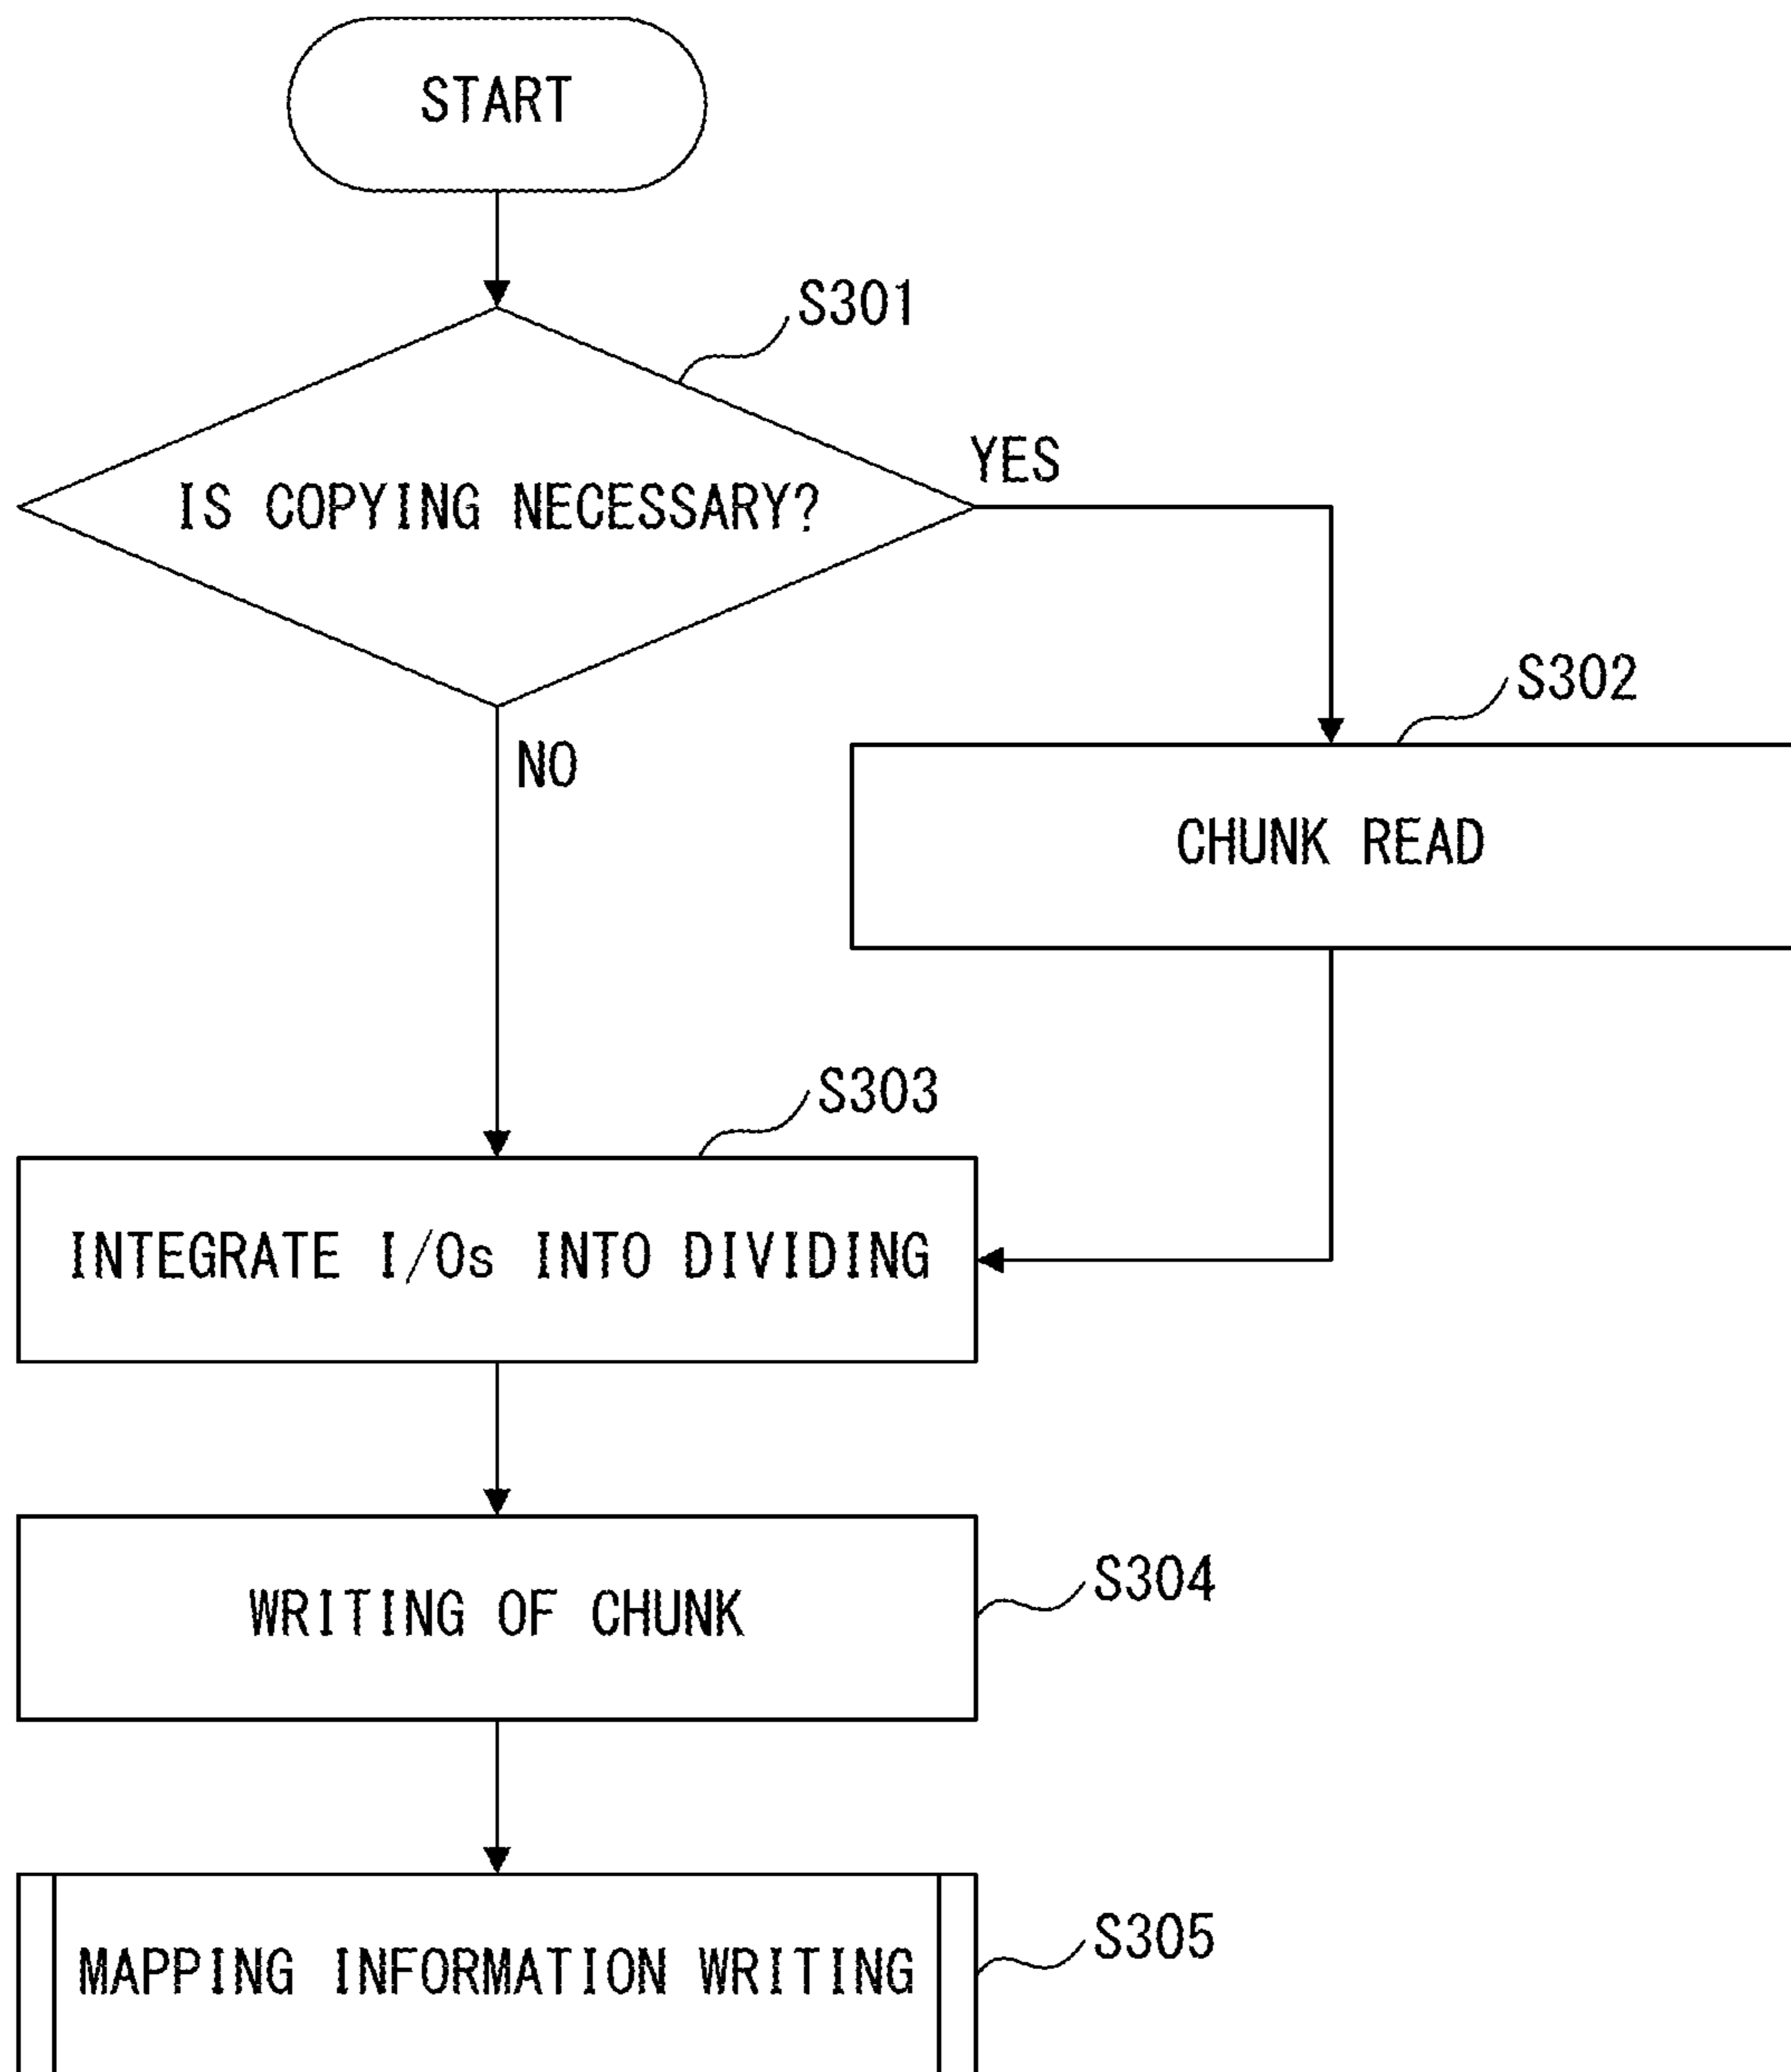 START
S301
IS COPYING NECESSARY?
YES
S302
NO
CHUNK READ
S303
INTEGRATE I/Os INTO DIVIDING
WRITING OF CHUNK
S304
MAPPING INFORMATION WRITING
S305